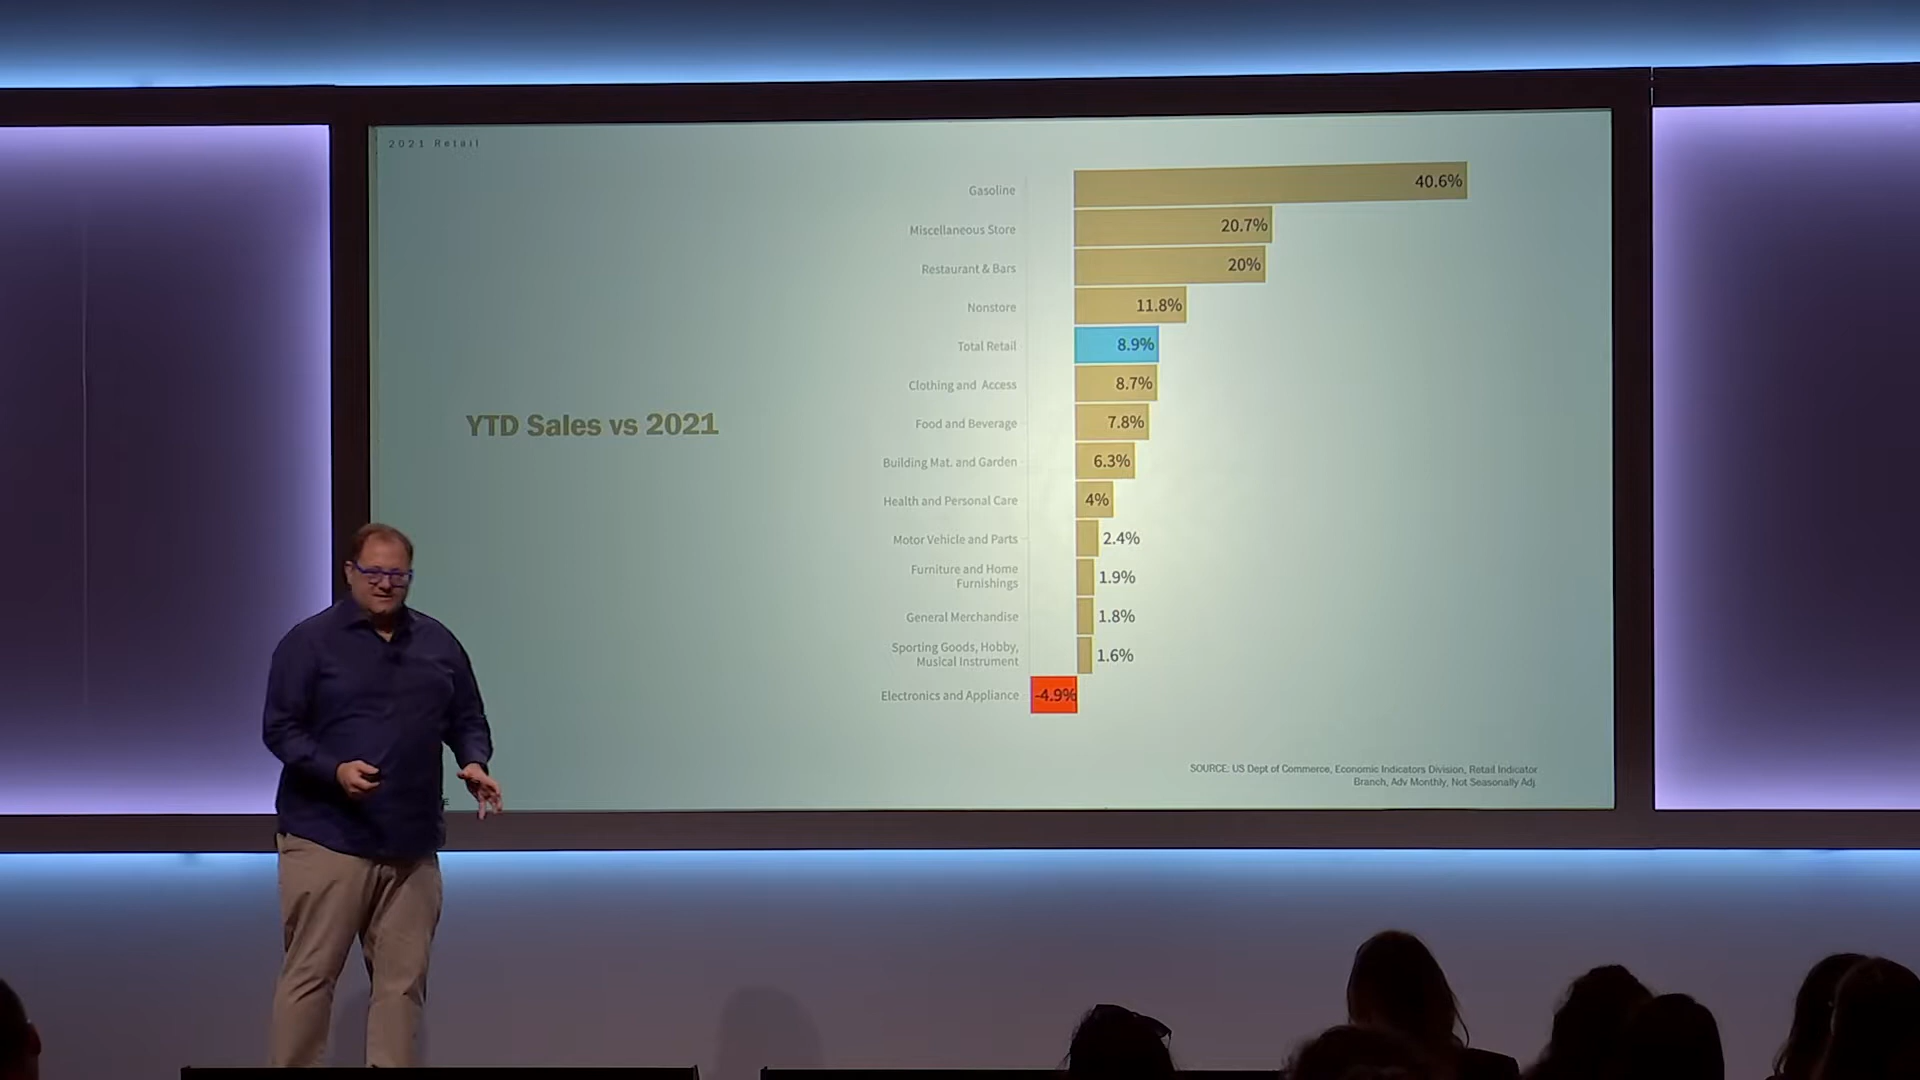 2021 Retail
YTD Sales vs 2021
Gasoline 40.6%
Miscellaneous Store 20.7%
Restaurant & Bars 20%
Nonstore 11.8%
Total Retail 8.9%
Clothing and Access 8.7%
Food and Beverage 7.8%
Building Mat. and Garden 6.3%
Health and Personal Care 4%
Motor Vehicle and Parts 2.4%
Furniture and Home
Furnishings 1.9%
General Merchandise 1.8%
Sporting Goods, Hobby,
Musical Instrument 1.6%
Electronics and Appliance -4.9%
SOURCE: US Dept of Commerce, Economic Indicators Division, Retail Indicator
Branch, Adv Monthly, Not Seasonally Adj